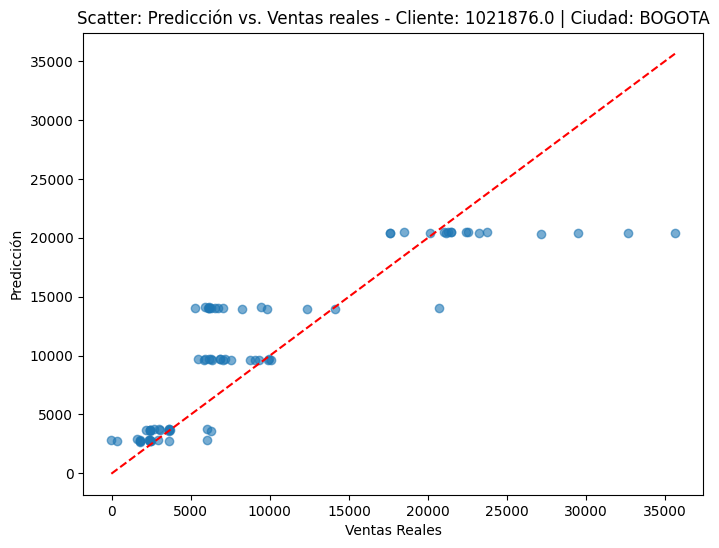 Scatter: Predicción vs. Ventas reales - Cliente: 1021876.0 | Ciudad: BOGOTA
35000
30000
25000
20000
15000
10000
5000
0
Predicción
0 5000 10000 15000 20000 25000 30000 35000
Ventas Reales